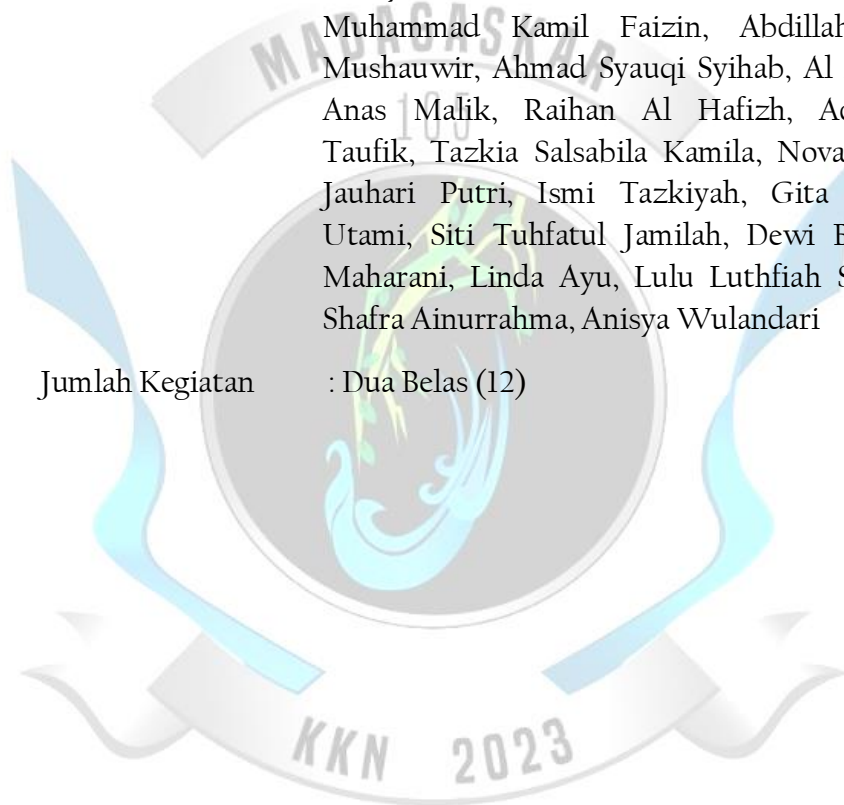 MADAGASKAR
185
Muhammad Kamil Faizin, Abdillah
Mushauwir, Ahmad Syauqi Syihab, Al
Anas Malik, Raihan Al Hafizh,
Taufik, Tazkia Salsabila Kamila,
Jauhari Putri, Ismi Tazkiyah, Gita
Utami, Siti Tuhfatul Jamilah, Dewi
Maharani, Linda Ayu, Lulu Luthfiah
Shafra Ainurrahma, Anisya Wulandari
Jumlah Kegiatan : Dua Belas (12)
KKN 2023